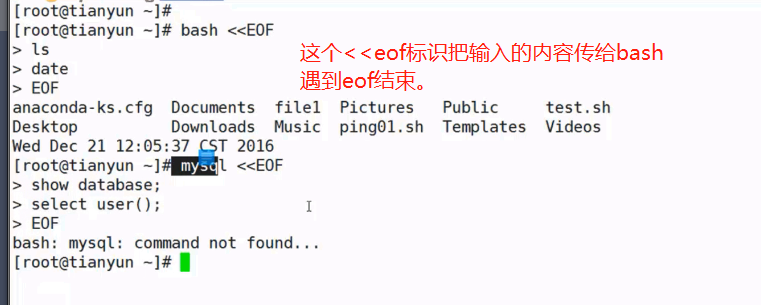 [root@tianyun ~]#
[root@tianyun ~]# bash <<EOF
> ls
> date
> EOF
这个<<eof标识把输入的内容传给bash
遇到eof结束。
anaconda-ks.cfg  Documents  file1  Pictures   Public     test.sh
Desktop          Downloads  Music  ping01.sh  Templates  Videos
Wed Dec 21 12:05:37 CST 2016
[root@tianyun ~]# mysql <<EOF
> show database;
> select user();
> EOF
bash: mysql: command not found...
[root@tianyun ~]#